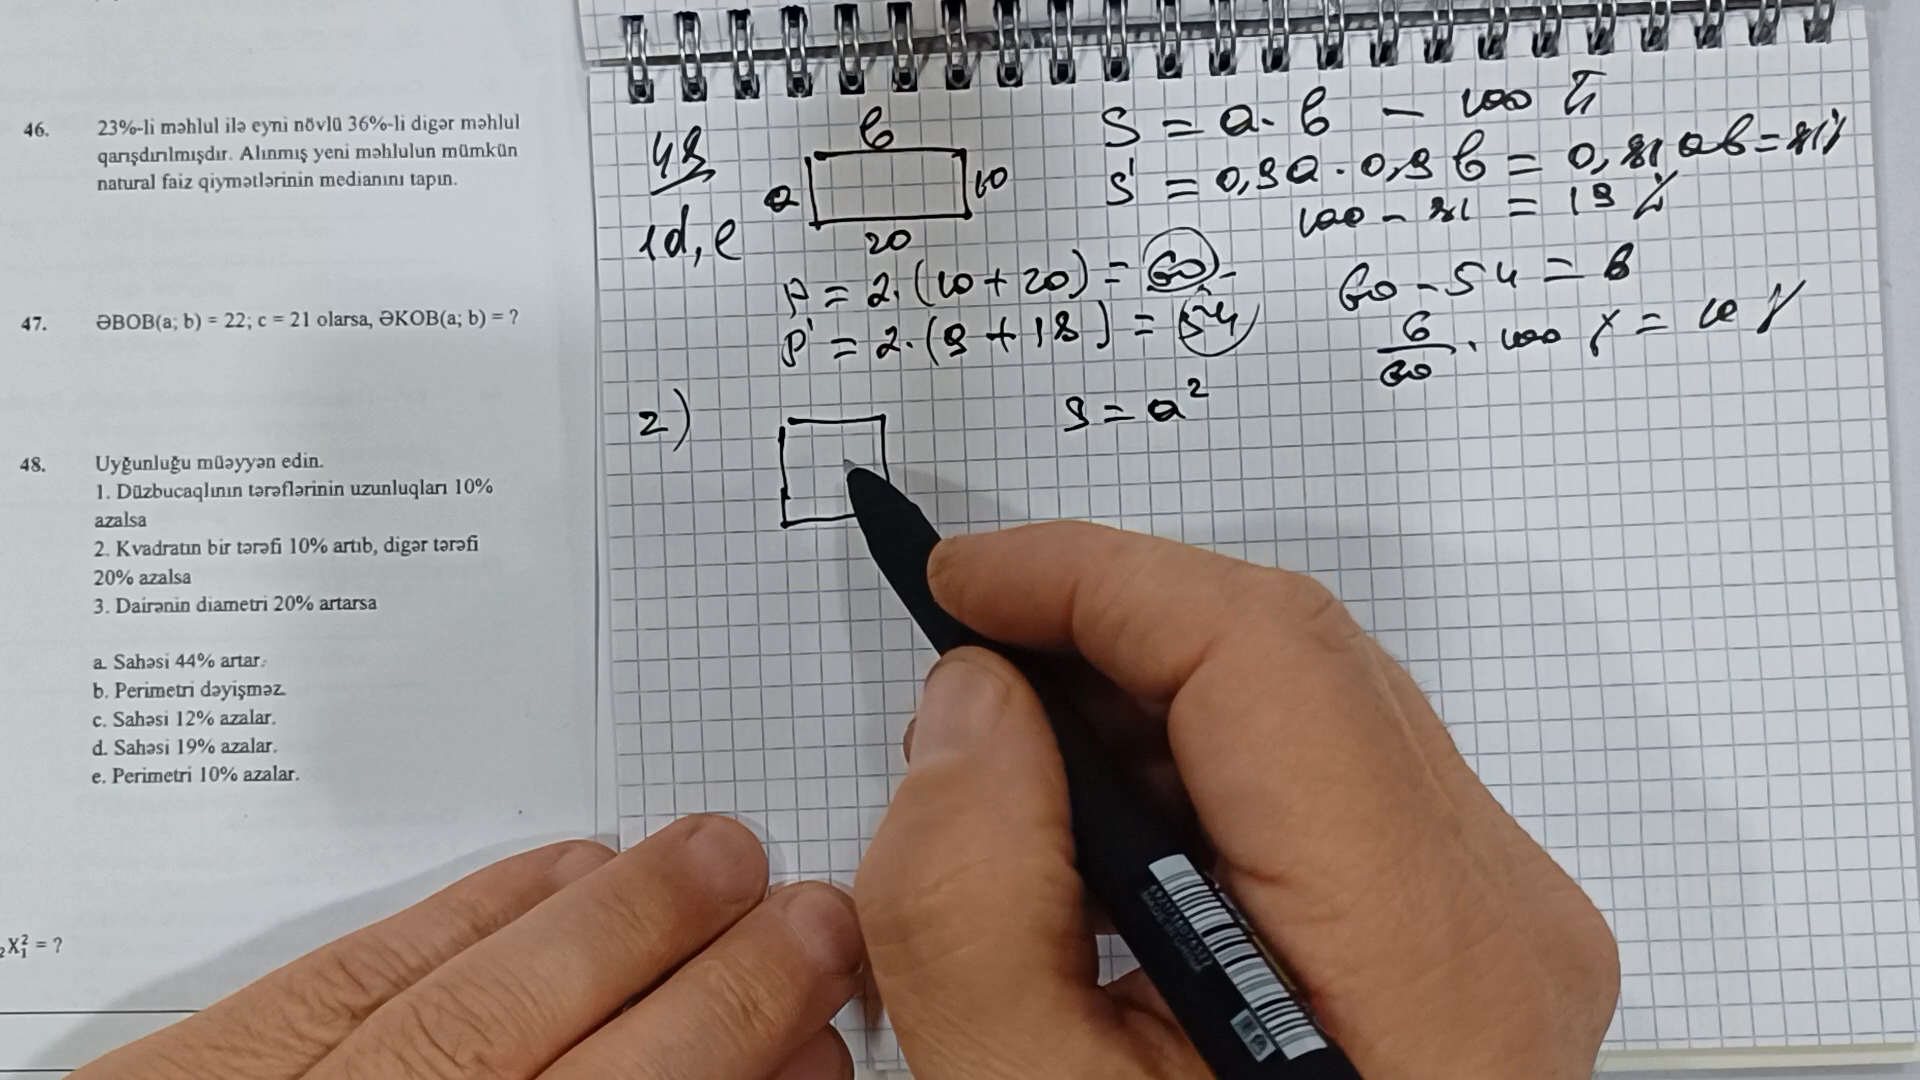 46. 23%-li məhlul ilə eyni növlü 36%-li digər məhlul
qarışdırılmışdır. Alınmış yeni məhlulun mümkün
natural faiz qiymətlərinin medianını tapın.
47. ƏBOB(a; b) = 22; c = 21 olarsa, ƏKOB(a; b) = ?
48. Uyğunluğu müəyyən edin.
1. Düzbucaqlının tərəflərinin uzunluqları 10%
azalsa
2. Kvadratın bir tərəfi 10% artıb, digər tərəfi
20% azalsa
3. Dairənin diametri 20% artarsa
a. Sahəsi 44% artar.
b. Perimetri dəyişməz
c. Sahəsi 12% azalar.
d. Sahəsi 19% azalar.
e. Perimetri 10% azalar.
₂X₁² = ?
48
1d, e
b
a
10
20
S = a · b — 100 %
S' = 0,9a · 0,9b = 0,81 ab = 81%
100 - 81 = 19 %
P = 2 · (10 + 20) = 60
P' = 2 · (9 + 18) = 54
60 - 54 = 6
6/60 · 100 % = 10 %
2)
S = a²